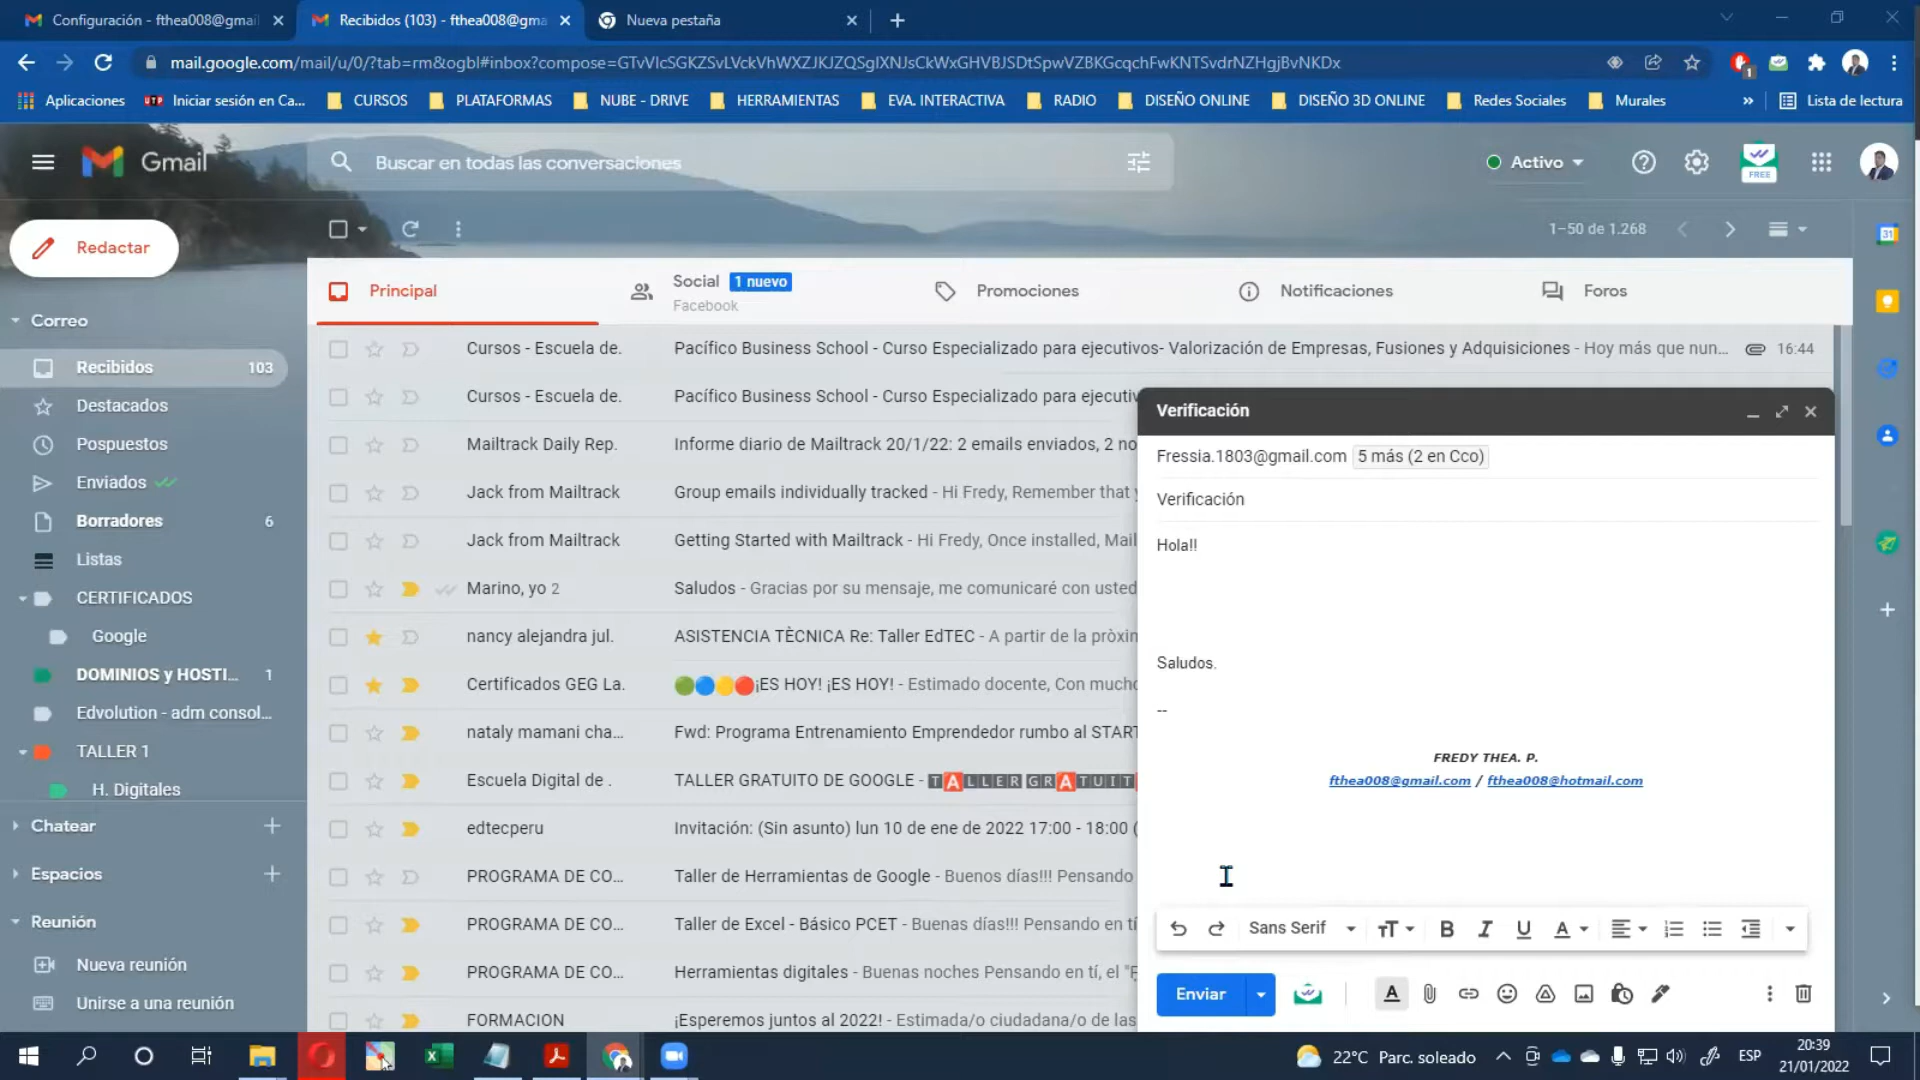 Configuración - fthea008@gmail
Recibidos (103) - fthea008@gma
Nueva pestaña
mail.google.com/mail/u/0/?tab=rm&ogbl#inbox?compose=GTvVlcSGKZSvLVckVhWXZJKJZQSglXNJsCkWxGHVBJSDtSpwVZBKGcqchFwKNTSvdrNZHgjBvNKDx
1
Aplicaciones
UTP Iniciar sesión en Ca...
CURSOS
PLATAFORMAS
NUBE - DRIVE
HERRAMIENTAS
EVA. INTERACTIVA
RADIO
DISEÑO ONLINE
DISEÑO 3D ONLINE
Redes Sociales
Murales
»
Lista de lectura
Gmail
Buscar en todas las conversaciones
Activo
FREE
Redactar
1–50 de 1.268
31
Principal
Social 1 nuevo
Facebook
Promociones
Notificaciones
Foros
Correo
Recibidos 103
Destacados
Pospuestos
Enviados
Borradores 6
Listas
CERTIFICADOS
Google
DOMINIOS y HOSTI... 1
Edvolution - adm consol...
TALLER 1
H. Digitales
Chatear
Espacios
Reunión
Nueva reunión
Unirse a una reunión
Cursos - Escuela de. Pacífico Business School - Curso Especializado para ejecutivos- Valorización de Empresas, Fusiones y Adquisiciones - Hoy más que nun... 16:44
Cursos - Escuela de. Pacífico Business School - Curso Especializado para ejecutiv
Mailtrack Daily Rep. Informe diario de Mailtrack 20/1/22: 2 emails enviados, 2 no
Jack from Mailtrack Group emails individually tracked - Hi Fredy, Remember that y
Jack from Mailtrack Getting Started with Mailtrack - Hi Fredy, Once installed, Mail
Marino, yo 2 Saludos - Gracias por su mensaje, me comunicaré con usted
nancy alejandra jul. ASISTENCIA TÈCNICA Re: Taller EdTEC - A partir de la pròxin
Certificados GEG La. ¡ES HOY! ¡ES HOY! - Estimado docente, Con mucho
nataly mamani cha... Fwd: Programa Entrenamiento Emprendedor rumbo al START
Escuela Digital de . TALLER GRATUITO DE GOOGLE - TALLER GRATUIT
edtecperu Invitación: (Sin asunto) lun 10 de ene de 2022 17:00 - 18:00 (
PROGRAMA DE CO... Taller de Herramientas de Google - Buenos días!!! Pensando
PROGRAMA DE CO... Taller de Excel - Básico PCET - Buenas días!!! Pensando en tí
PROGRAMA DE CO... Herramientas digitales - Buenas noches Pensando en tí, el "F
FORMACION ¡Esperemos juntos al 2022! - Estimada/o ciudadana/o de las
Verificación
Fressia.1803@gmail.com 5 más (2 en Cco)
Verificación
Hola!!
Saludos.
--
FREDY THEA. P.
fthea008@gmail.com / fthea008@hotmail.com
Sans Serif
Enviar
22°C Parc. soleado
ESP
20:39
21/01/2022